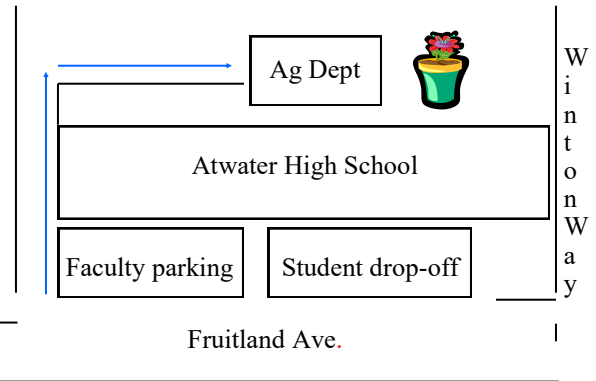 Ag Dept
Atwater High School
Faculty parking
Student drop-off
Fruitland Ave.
Winton Way